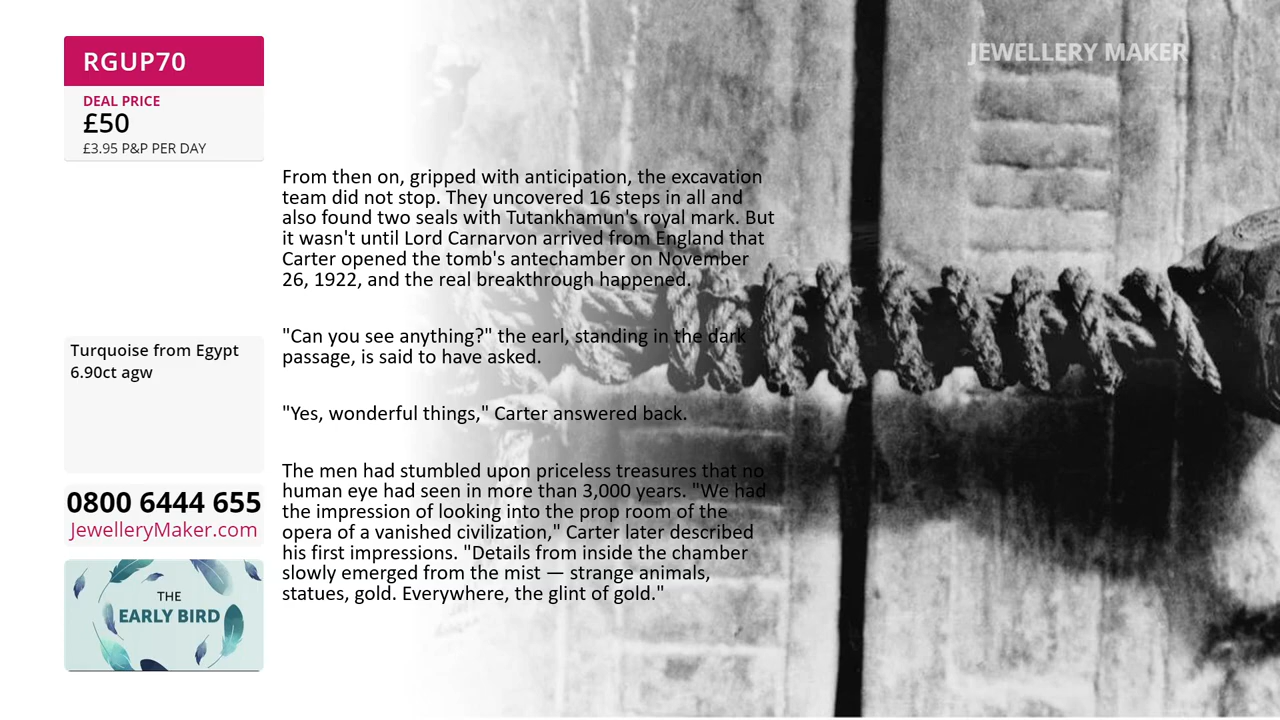 RGUP70
DEAL PRICE
£50
£3.95 P&P PER DAY
JEWELLERY MAKER
From then on, gripped with anticipation, the excavation
team did not stop. They uncovered 16 steps in all and
also found two seals with Tutankhamun's royal mark. But
it wasn't until Lord Carnarvon arrived from England that
Carter opened the tomb's antechamber on November
26, 1922, and the real breakthrough happened.
"Can you see anything?" the earl, standing in the dark
passage, is said to have asked.
"Yes, wonderful things," Carter answered back.
The men had stumbled upon priceless treasures that no
human eye had seen in more than 3,000 years. "We had
the impression of looking into the prop room of the
opera of a vanished civilization," Carter later described
his first impressions. "Details from inside the chamber
slowly emerged from the mist — strange animals,
statues, gold. Everywhere, the glint of gold."
Turquoise from Egypt
6.90ct agw
0800 6444 655
JewelleryMaker.com
THE
EARLY BIRD